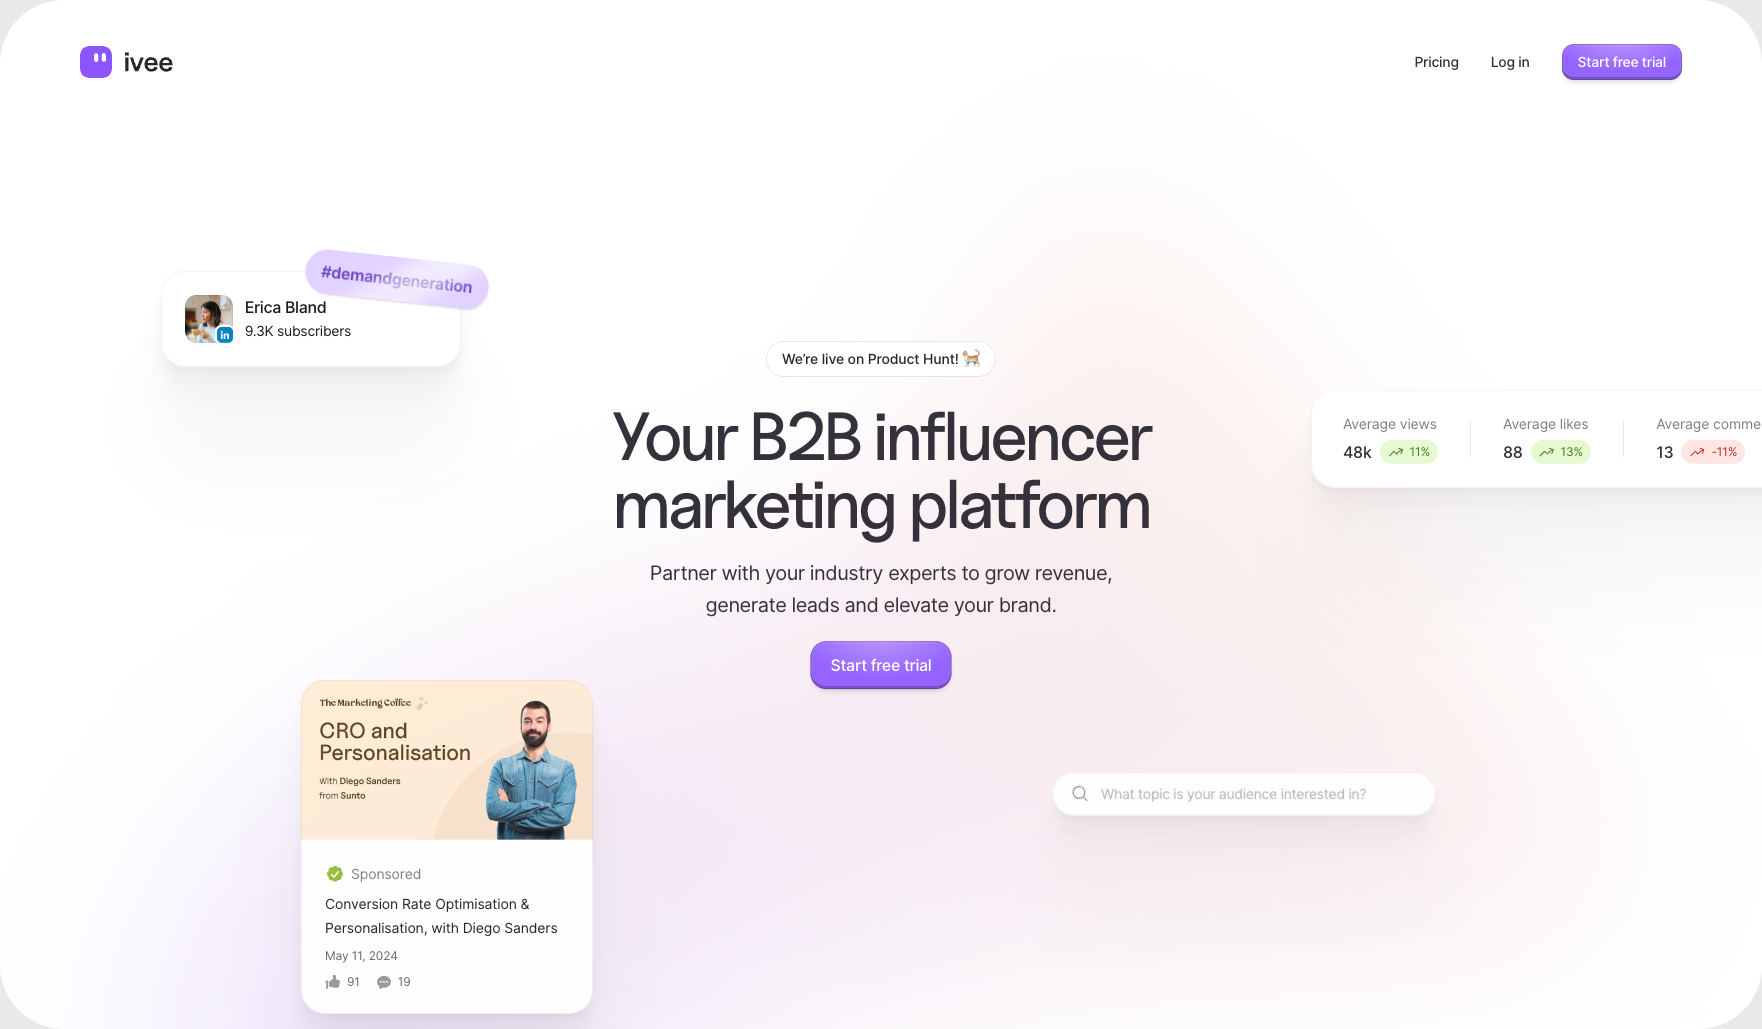 ivee
Pricing
Log in
Start free trial
#demandgeneration
Erica Bland
9.3K subscribers
in
We're live on Product Hunt!
Your B2B influencer
marketing platform
Partner with your industry experts to grow revenue,
generate leads and elevate your brand.
Start free trial
Average views
48k 11%
Average likes
88 13%
Average comme
13 -11%
The Marketing Coffee
CRO and
Personalisation
With Diego Sanders
from Sunto
Sponsored
Conversion Rate Optimisation &
Personalisation, with Diego Sanders
May 11, 2024
91 19
What topic is your audience interested in?